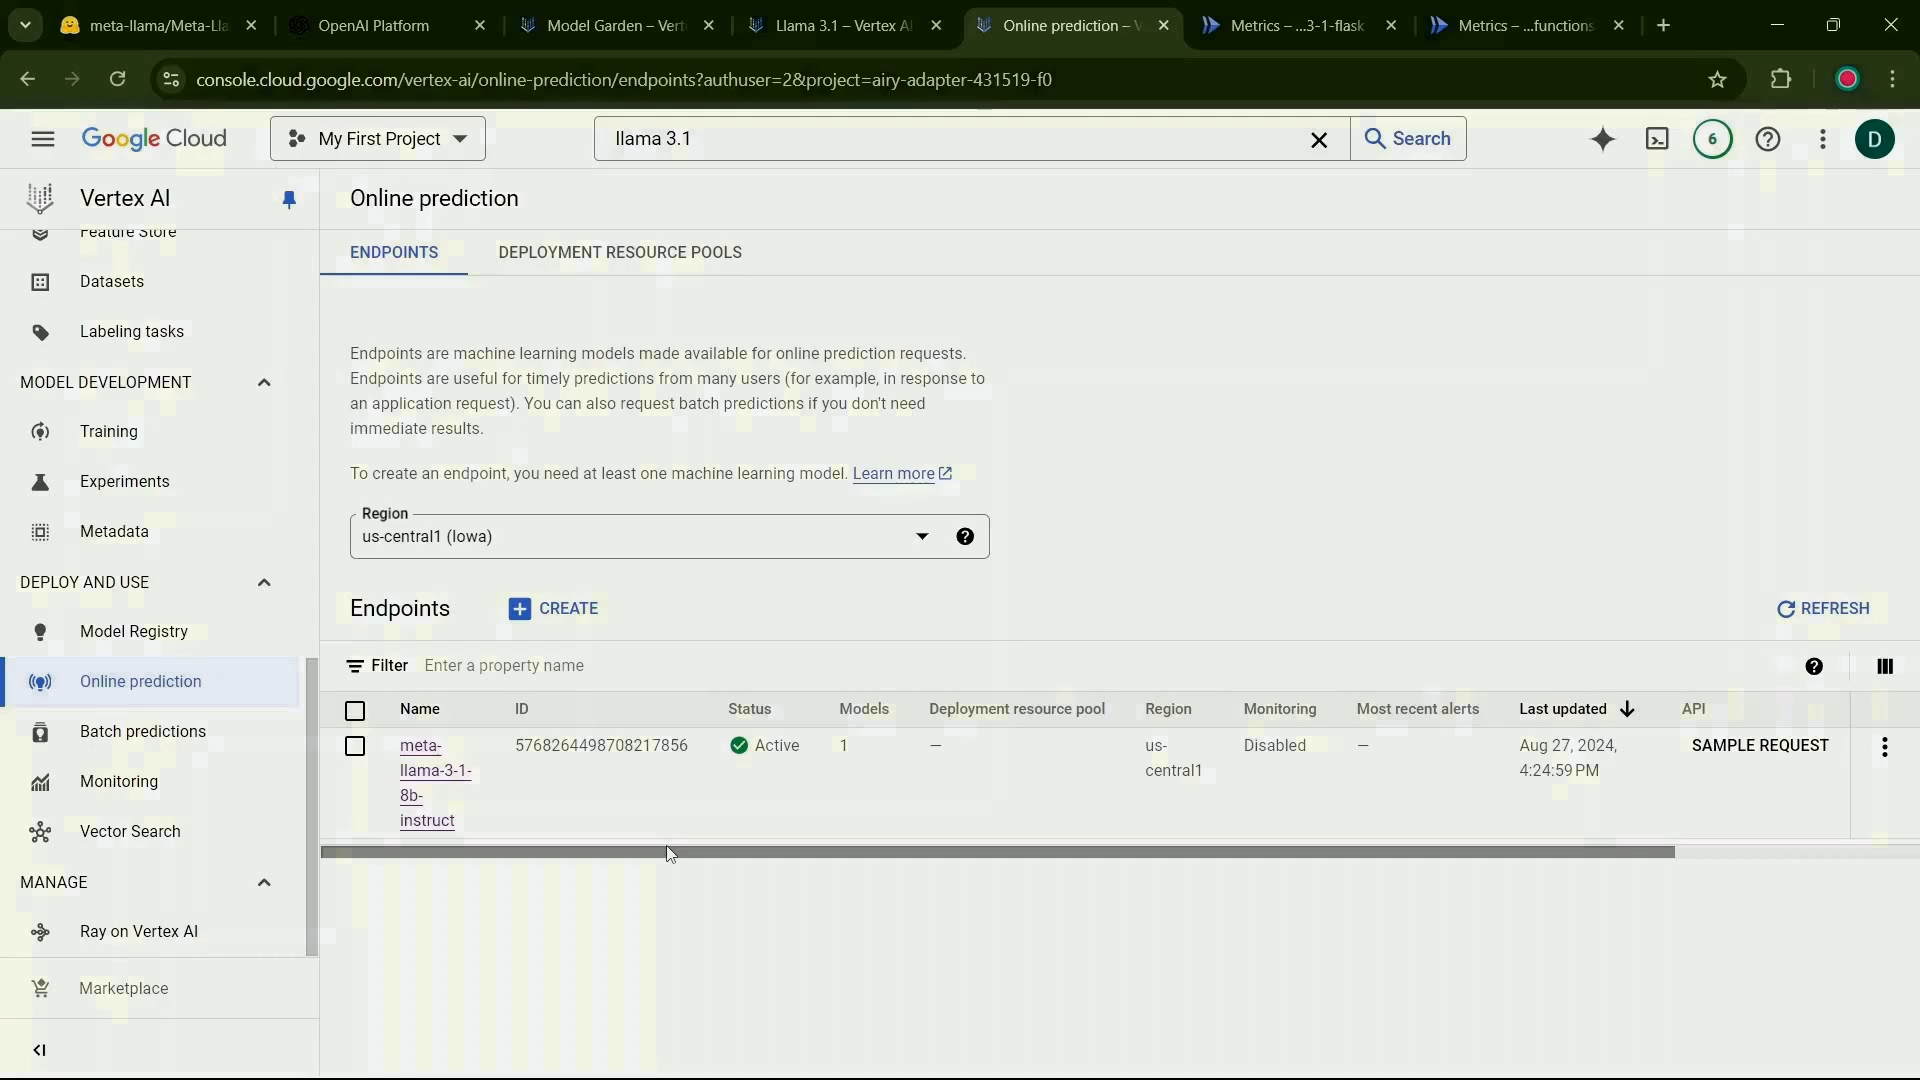 meta-llama/Meta-Lla
OpenAI Platform
Model Garden – Vert
Llama 3.1 – Vertex AI
Online prediction – V
Metrics – ...3-1-flask
Metrics – ...functions
console.cloud.google.com/vertex-ai/online-prediction/endpoints?authuser=2&project=airy-adapter-431519-f0
Google Cloud
My First Project
llama 3.1
Search
6
D
Vertex AI
Online prediction
Feature Store
ENDPOINTS
DEPLOYMENT RESOURCE POOLS
Datasets
Labeling tasks
Endpoints are machine learning models made available for online prediction requests.
Endpoints are useful for timely predictions from many users (for example, in response to
an application request). You can also request batch predictions if you don't need
immediate results.
MODEL DEVELOPMENT
Training
To create an endpoint, you need at least one machine learning model. Learn more
Experiments
Region
us-central1 (Iowa)
Metadata
DEPLOY AND USE
Endpoints
CREATE
REFRESH
Model Registry
Filter Enter a property name
Online prediction
Name ID Status Models Deployment resource pool Region Monitoring Most recent alerts Last updated API
Batch predictions
meta-
llama-3-1-
8b-
instruct
5768264498708217856
Active
1
–
us-
central1
Disabled
–
Aug 27, 2024,
4:24:59 PM
SAMPLE REQUEST
Monitoring
Vector Search
MANAGE
Ray on Vertex AI
Marketplace